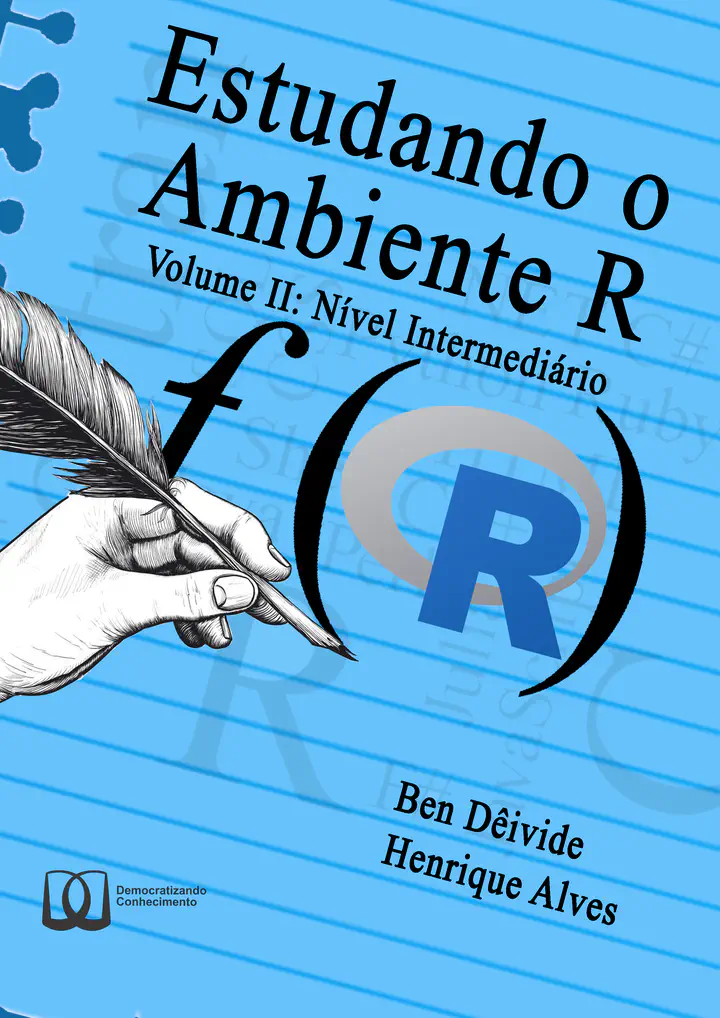 Estudando o
Ambiente R
Volume II: Nível Intermediário
f(R)
Ben Dêivide
Henrique Alves
Democratizando
Conhecimento